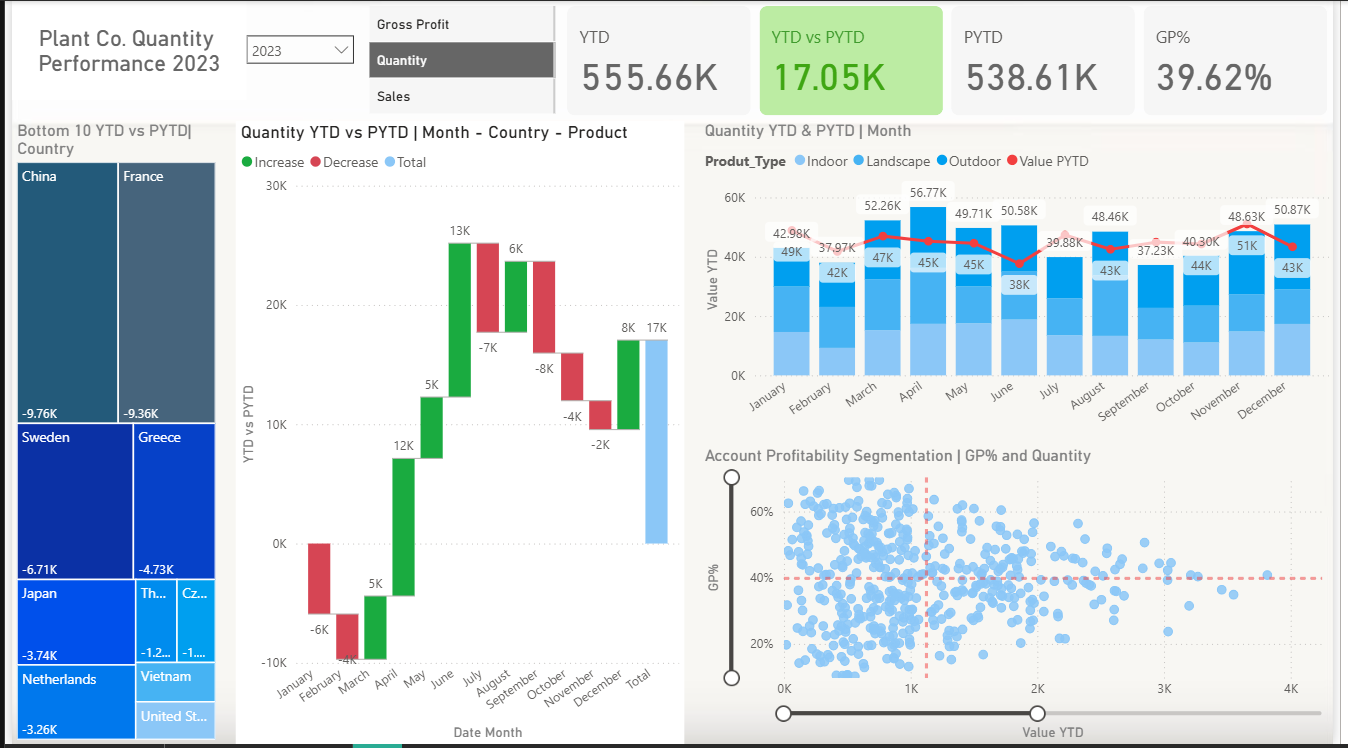 Plant Co. Quantity
Performance 2023
2023
Gross Profit
Quantity
Sales
YTD
555.66K
YTD vs PYTD
17.05K
PYTD
538.61K
GP%
39.62%
Bottom 10 YTD vs PYTD|
Country
China
-9.76K
France
-9.36K
Sweden
-6.71K
Greece
-4.73K
Japan
-3.74K
Th...
-1.2...
Cz...
-1....
Netherlands
-3.26K
Vietnam
United St...
Quantity YTD vs PYTD | Month - Country - Product
Increase Decrease Total
YTD vs PYTD
30K
20K
10K
0K
-10K
-6K
-4K
5K
12K
5K
13K
-7K
6K
-8K
-4K
-2K
8K
17K
January
February
March
April
May
June
July
August
September
October
November
December
Total
Date Month
Quantity YTD & PYTD | Month
Produt_Type Indoor Landscape Outdoor Value PYTD
Value YTD
60K
40K
20K
0K
42.98K
37.97K
52.26K
56.77K
49.71K
50.58K
39.88K
48.46K
37.23K
40.30K
48.63K
50.87K
49K
42K
47K
45K
45K
38K
43K
44K
51K
43K
January
February
March
April
May
June
July
August
September
October
November
December
Account Profitability Segmentation | GP% and Quantity
GP%
60%
40%
20%
0K
1K
2K
3K
4K
Value YTD